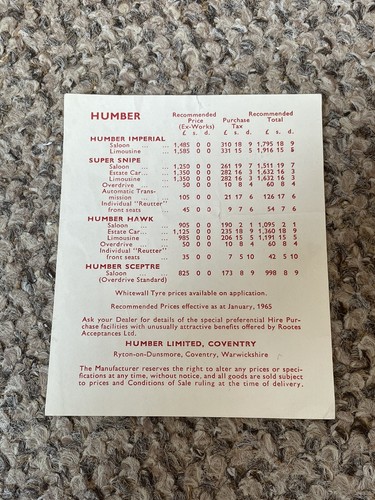 HUMBER
Recommended Price (Ex-Works) Purchase Tax Recommended Total
£ s. d. £ s. d. £ s. d.
HUMBER IMPERIAL
Saloon ... ... 1,485 0 0 310 18 9 1,795 18 9
Limousine ... 1,585 0 0 331 15 5 1,916 15 5
SUPER SNIPE
Saloon ... ... 1,250 0 0 261 19 7 1,511 19 7
Estate Car... ... 1,350 0 0 282 16 3 1,632 16 3
Limousine ... 1,350 0 0 282 16 3 1,632 16 3
Overdrive ... ... 50 0 0 10 8 4 60 8 4
Automatic Trans-
mission ... ... 105 0 0 21 17 6 126 17 6
Individual "Reutter"
front seats ... 45 0 0 9 7 6 54 7 6
HUMBER HAWK
Saloon ... ... 905 0 0 190 2 1 1,095 2 1
Estate Car ... ... 1,125 0 0 235 18 9 1,360 18 9
Limousine ... 985 0 0 206 15 5 1,191 15 5
Overdrive ... ... 50 0 0 10 8 4 60 8 4
Individual "Reutter"
front seats ... 35 0 0 7 5 10 42 5 10
HUMBER SCEPTRE
Saloon ... ... 825 0 0 173 8 9 998 8 9
(Overdrive Standard)
Whitewall Tyre prices available on application.
Recommended Prices effective as at January, 1965
Ask your Dealer for details of the special preferential Hire Pur-
chase facilities with unusually attractive benefits offered by Rootes
Acceptances Ltd.
HUMBER LIMITED, COVENTRY
Ryton-on-Dunsmore, Coventry, Warwickshire
The Manufacturer reserves the right to alter any prices or speci-
fications at any time, without notice, and all goods are sold subject
to prices and Conditions of Sale ruling at the time of delivery.